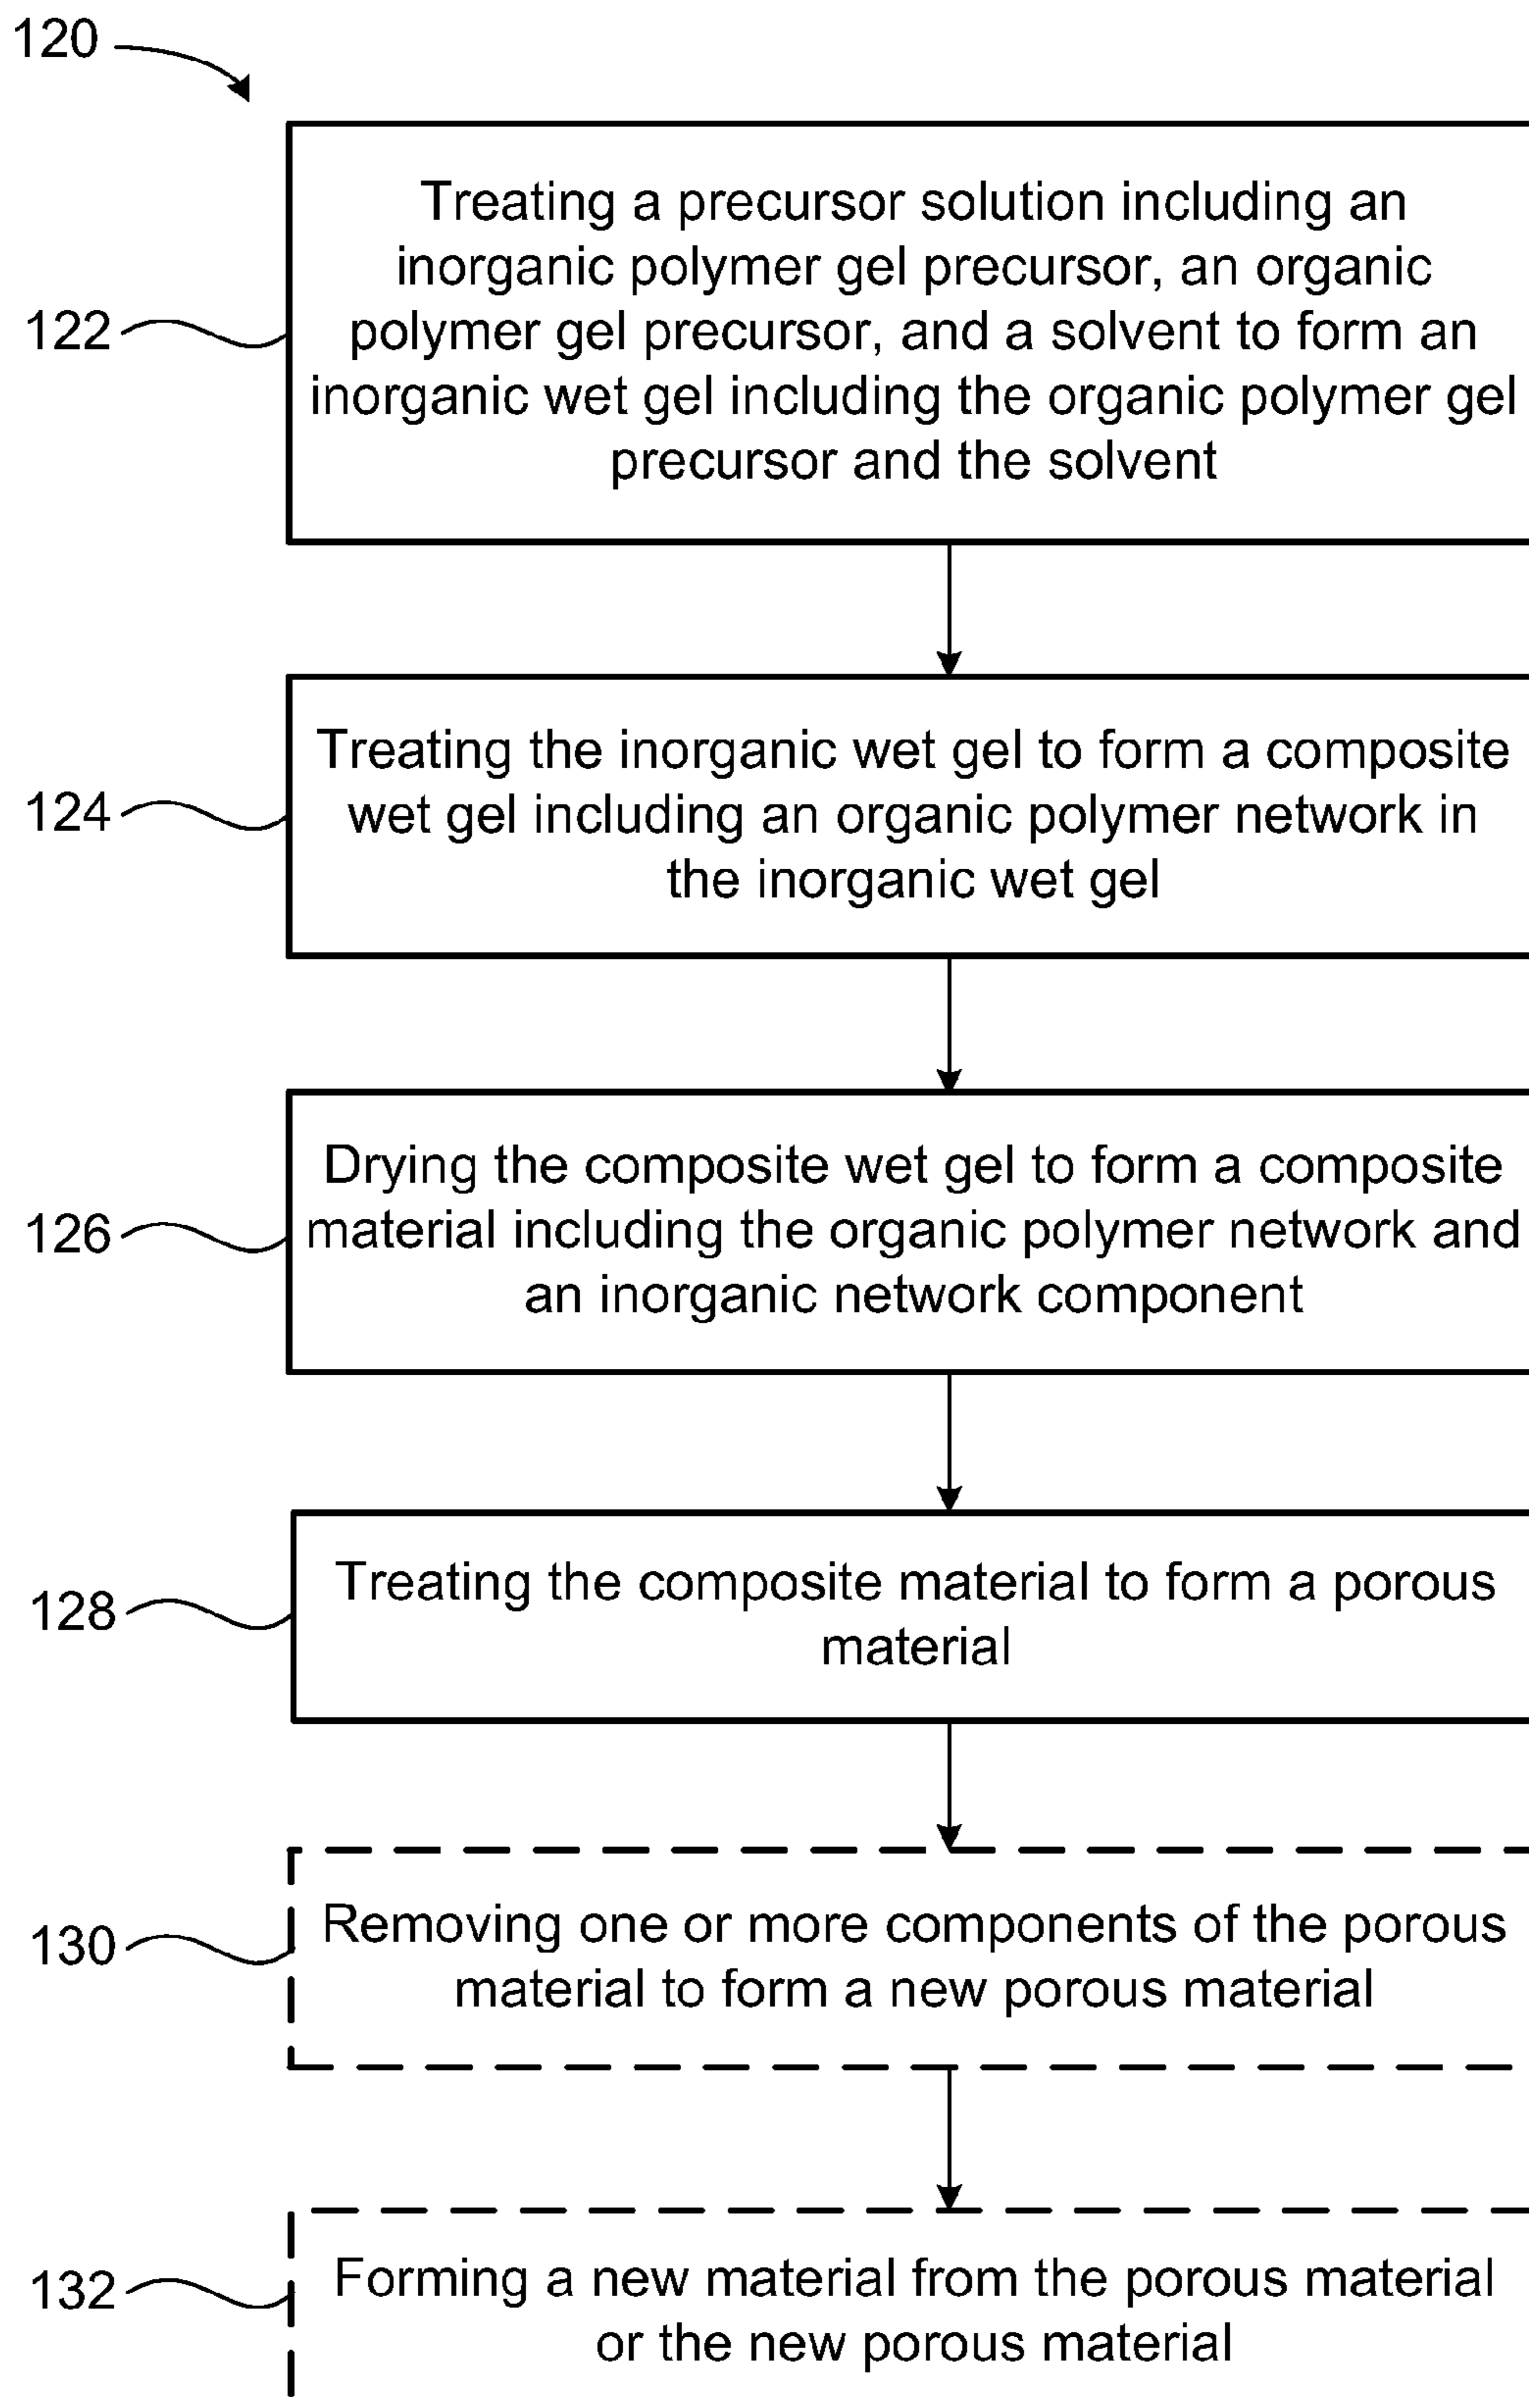 120
122
Treating a precursor solution including an
inorganic polymer gel precursor, an organic
polymer gel precursor, and a solvent to form an
inorganic wet gel including the organic polymer gel
precursor and the solvent
124
Treating the inorganic wet gel to form a composite
wet gel including an organic polymer network in
the inorganic wet gel
126
Drying the composite wet gel to form a composite
material including the organic polymer network and
an inorganic network component
128
Treating the composite material to form a porous
material
130
Removing one or more components of the porous
material to form a new porous material
132
Forming a new material from the porous material
or the new porous material